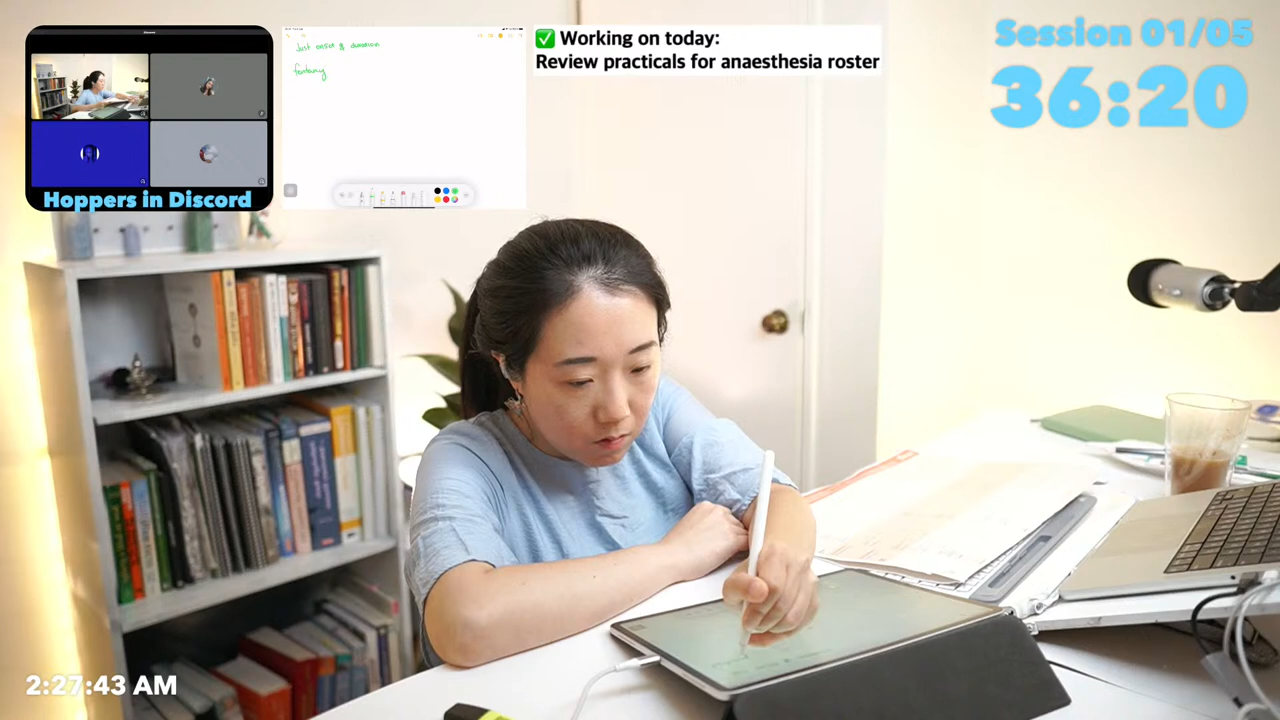 Just onset & duration
fentany
Hoppers in Discord
✅ Working on today:
Review practicals for anaesthesia roster
Session 01/05
36:20
2:27:43 AM